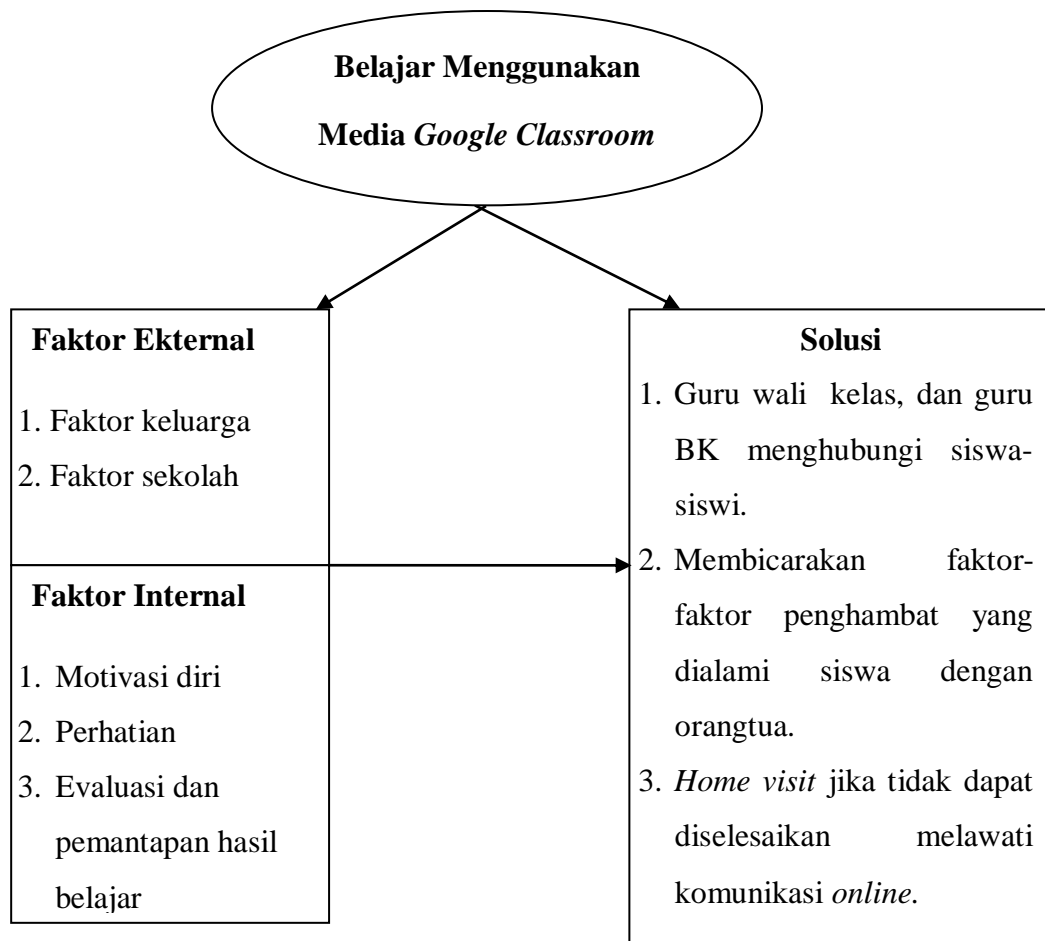 Belajar Menggunakan
Media Google Classroom
Faktor Ekternal
1. Faktor keluarga
2. Faktor sekolah
Faktor Internal
1. Motivasi diri
2. Perhatian
3. Evaluasi dan
pemantapan hasil
belajar
Solusi
1. Guru wali kelas, dan guru
BK menghubungi siswa-
siswi.
2. Membicarakan faktor-
faktor penghambat yang
dialami siswa dengan
orangtua.
3. Home visit jika tidak dapat
diselesaikan melawati
komunikasi online.